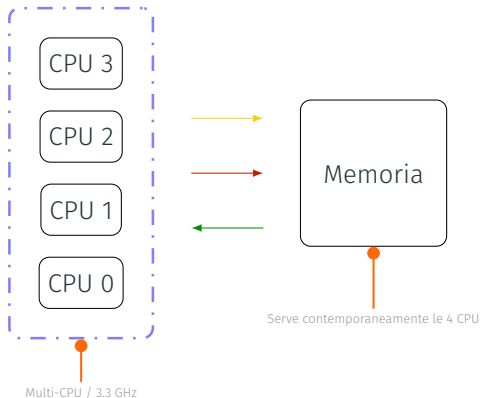 CPU 3
CPU 2
CPU 1
CPU 0
Memoria
Serve contemporaneamente le 4 CPU
Multi-CPU / 3.3 GHz